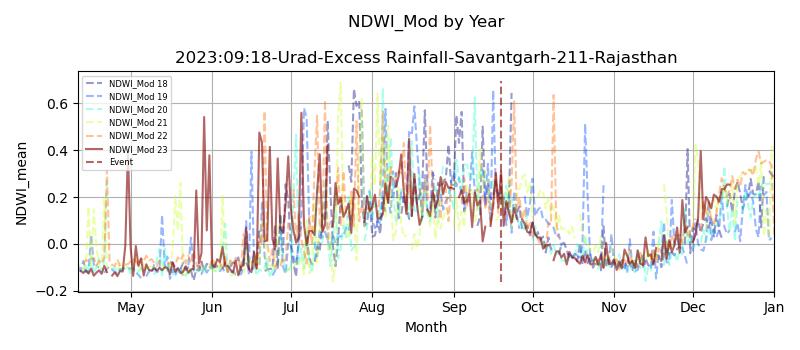 NDWI_Mod by Year
2023:09:18-Urad-Excess Rainfall-Savantgarh-211-Rajasthan
NDWI_Mod 18
NDWI_Mod 19
NDWI_Mod 20
NDWI_Mod 21
NDWI_Mod 22
NDWI_Mod 23
Event
NDWI_mean
0.6
0.4
0.2
0.0
−0.2
May Jun Jul Aug Sep Oct Nov Dec Jan
Month